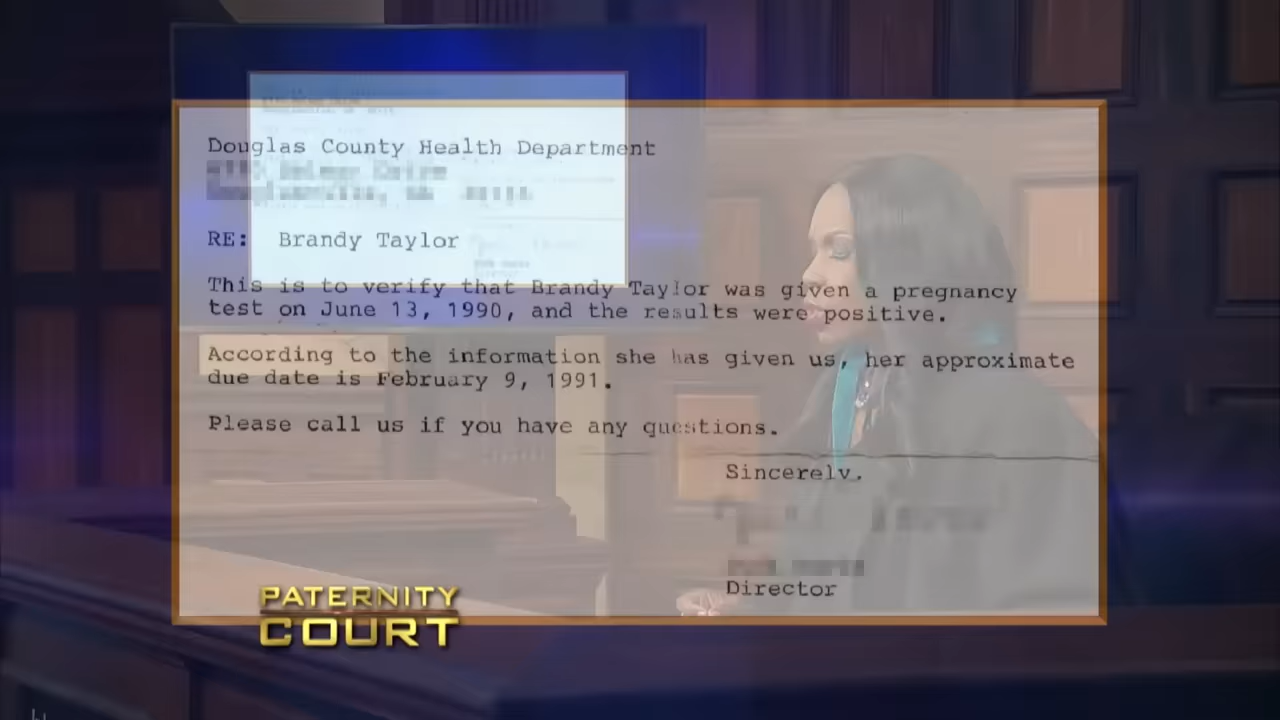 Douglas County Health Department
RE: Brandy Taylor
This is to verify that Brandy Taylor was given a pregnancy
test on June 13, 1990, and the results were positive.
According to the information she has given us, her approximate
due date is February 9, 1991.
Please call us if you have any questions.
Sincerely,
Director
PATERNITY
COURT